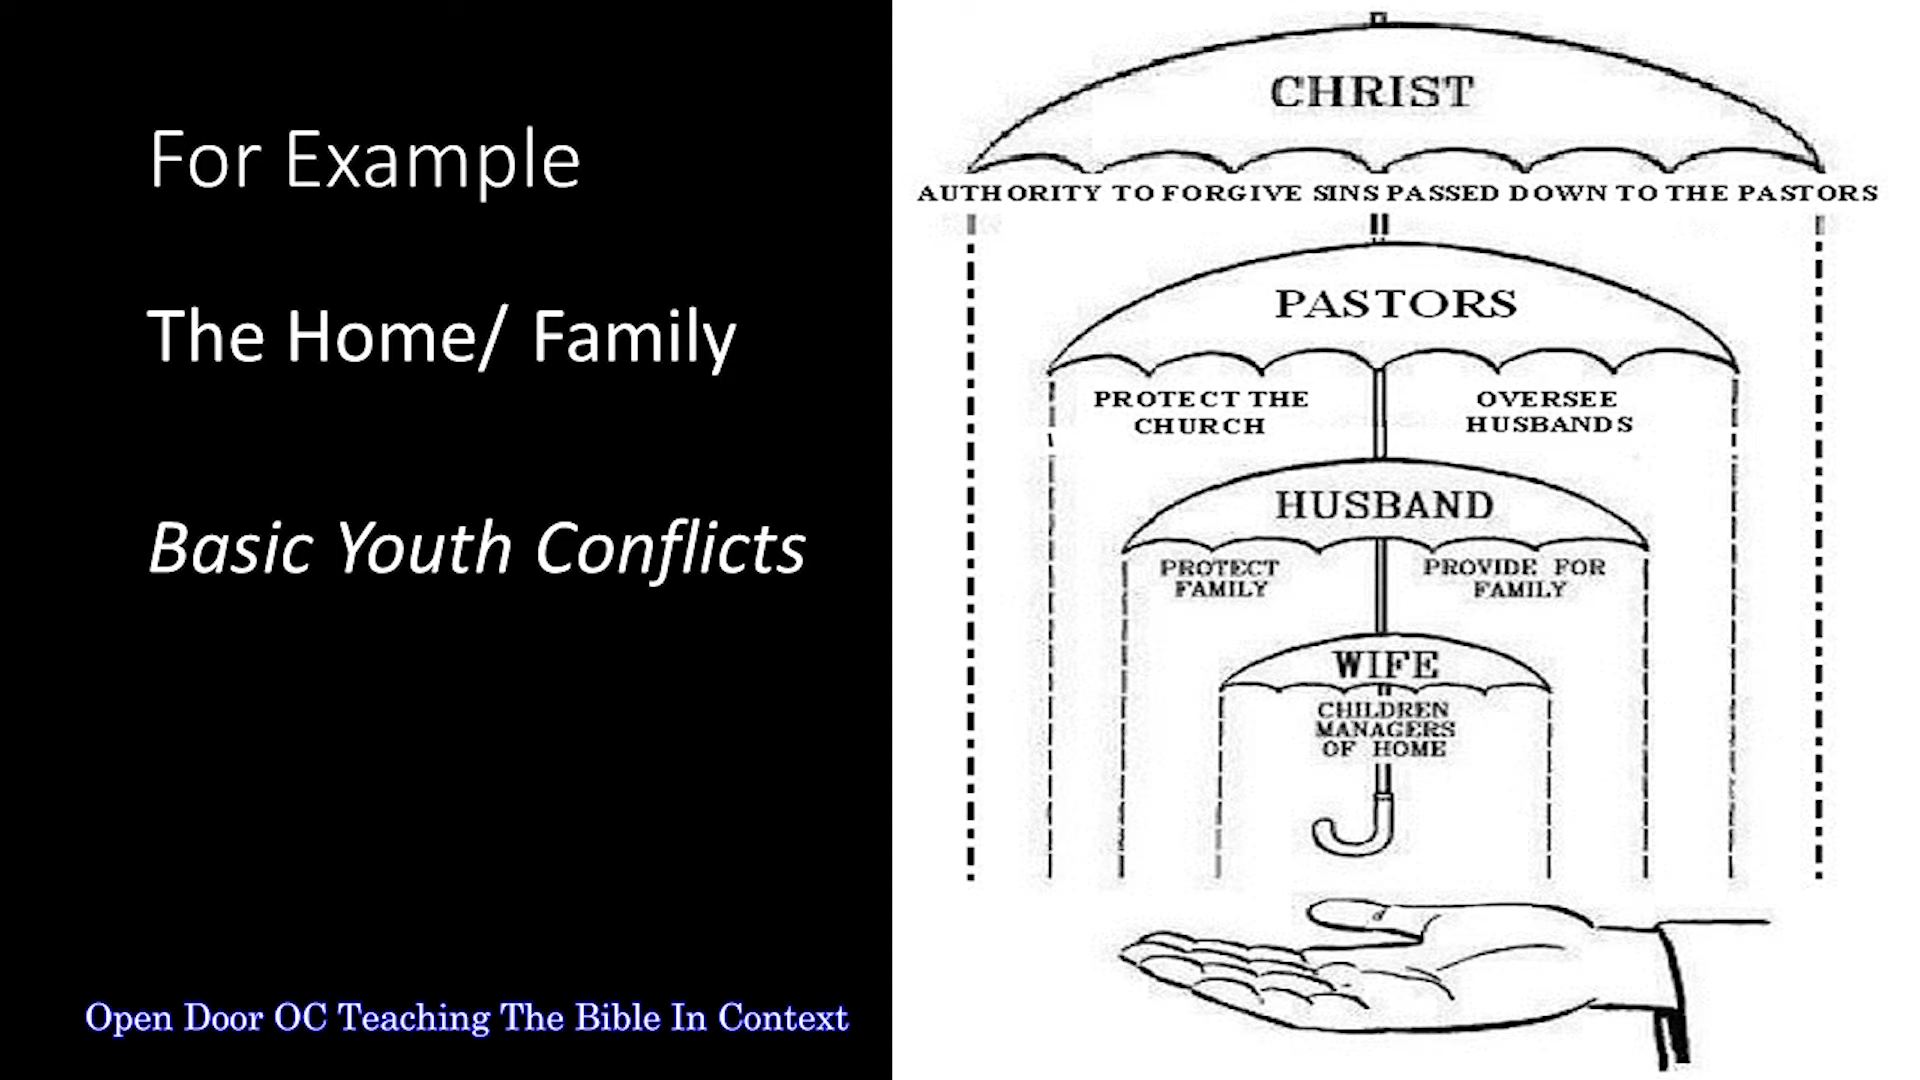 For Example
The Home/ Family
Basic Youth Conflicts
Open Door OC Teaching The Bible In Context
CHRIST
AUTHORITY TO FORGIVE SINS PASSED DOWN TO THE PASTORS
PASTORS
PROTECT THE
CHURCH
OVERSEE
HUSBANDS
HUSBAND
PROTECT
FAMILY
PROVIDE FOR
FAMILY
WIFE
CHILDREN
MANAGERS
OF HOME